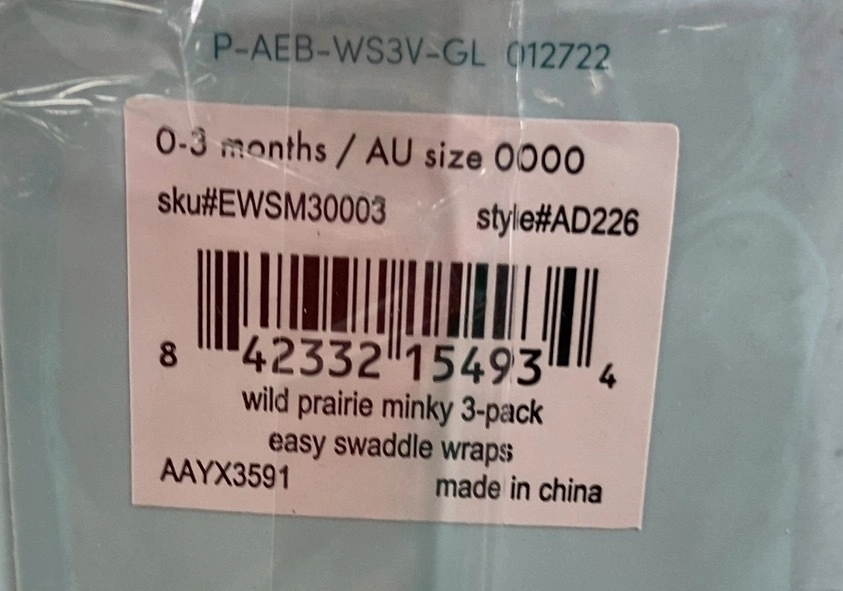 P-AEB-WS3V-GL 012722
0-3 months / AU size 0000
sku#EWSM30003 style#AD226
8 42332 15493 4
wild prairie minky 3-pack
easy swaddle wraps
AAYX3591 made in china